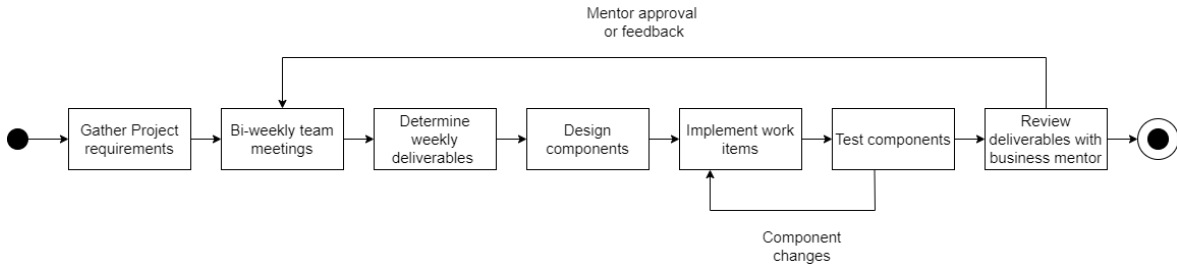 Mentor approval
or feedback
Gather Project
requirements
Bi-weekly team
meetings
Determine
weekly
deliverables
Design
components
Implement work
items
Test components
Review
deliverables with
business mentor
Component
changes